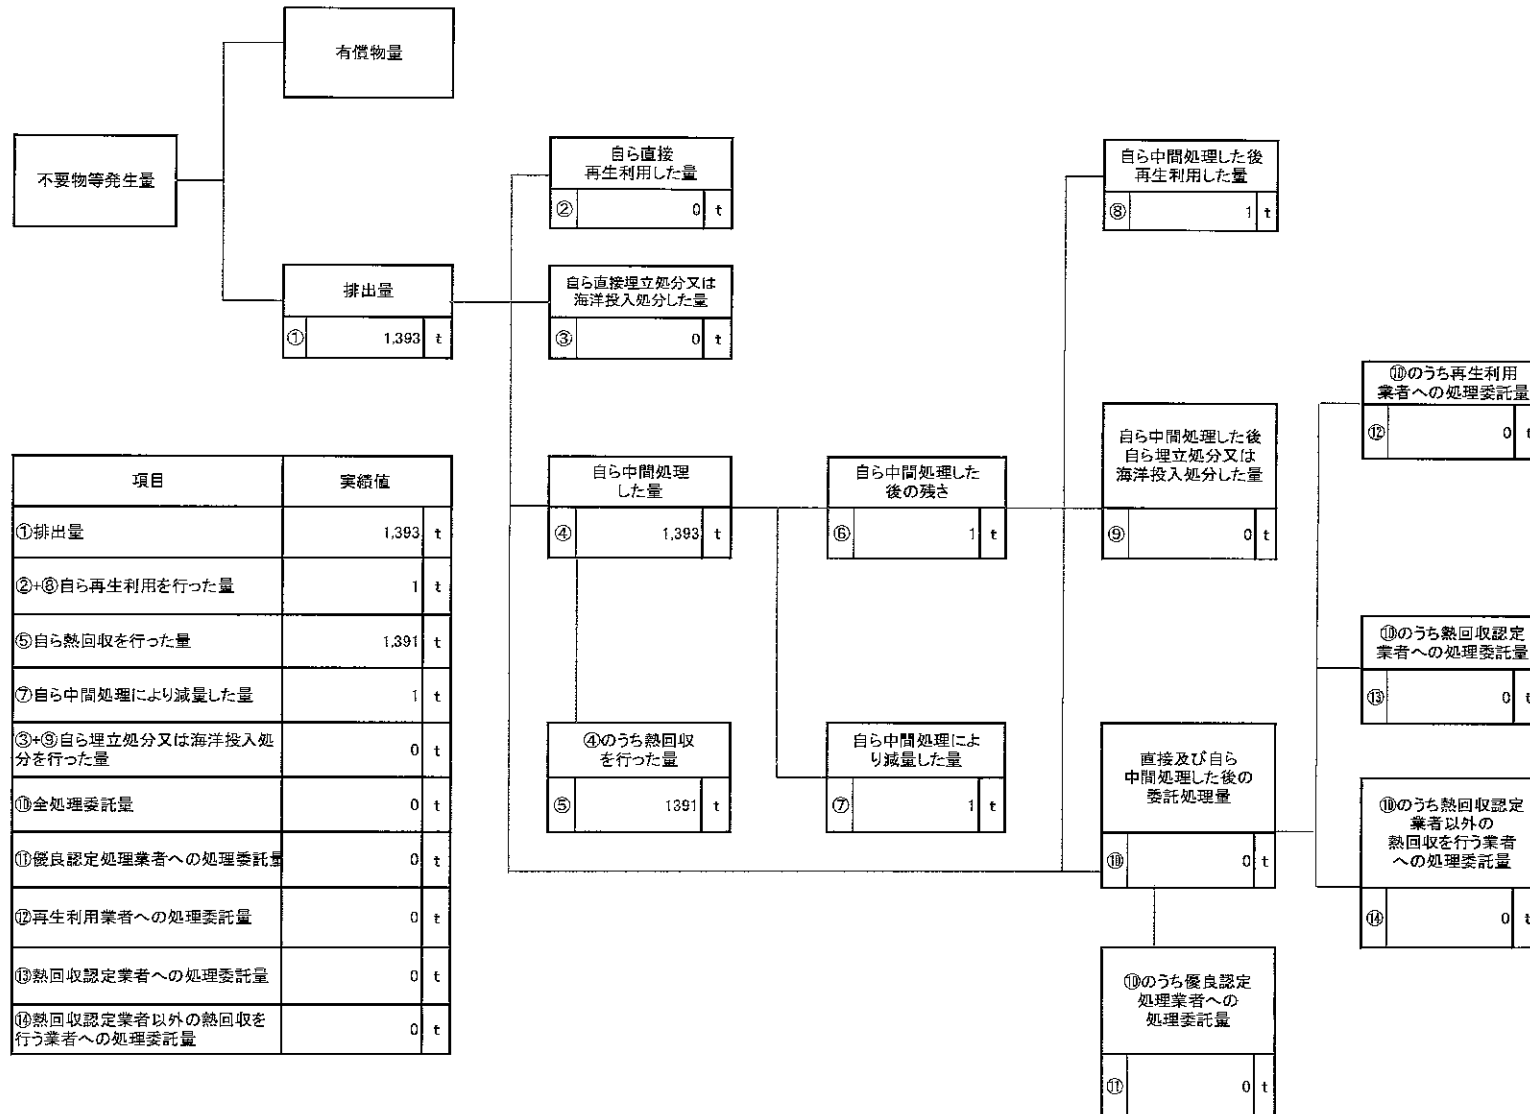 有償物量
不要物等発生量
排出量
① 1,393 t
自ら直接
再生利用した量
② 0 t
自ら直接埋立処分又は
海洋投入処分した量
③ 0 t
自ら中間処理
した量
④ 1,393 t
④のうち熱回収
を行った量
⑤ 1391 t
自ら中間処理した
後の残さ
⑥ 1 t
自ら中間処理によ
り減量した量
⑦ 1 t
自ら中間処理した後
再生利用した量
⑧ 1 t
自ら中間処理した後
自ら埋立処分又は
海洋投入処分した量
⑨ 0 t
直接及び自ら
中間処理した後の
委託処理量
⑩ 0 t
⑩のうち優良認定
処理業者への
処理委託量
⑪ 0 t
⑩のうち再生利用
業者への処理委託量
⑫ 0 t
⑩のうち熱回収認定
業者への処理委託量
⑬ 0 t
⑩のうち熱回収認定
業者以外の
熱回収を行う業者
への処理委託量
⑭ 0 t
項目 実績値
①排出量 1,393 t
②+⑧自ら再生利用を行った量 1 t
⑤自ら熱回収を行った量 1,391 t
⑦自ら中間処理により減量した量 1 t
③+⑨自ら埋立処分又は海洋投入処
分を行った量 0 t
⑩全処理委託量 0 t
⑪優良認定処理業者への処理委託量 0 t
⑫再生利用業者への処理委託量 0 t
⑬熱回収認定業者への処理委託量 0 t
⑭熱回収認定業者以外の熱回収を
行う業者への処理委託量 0 t